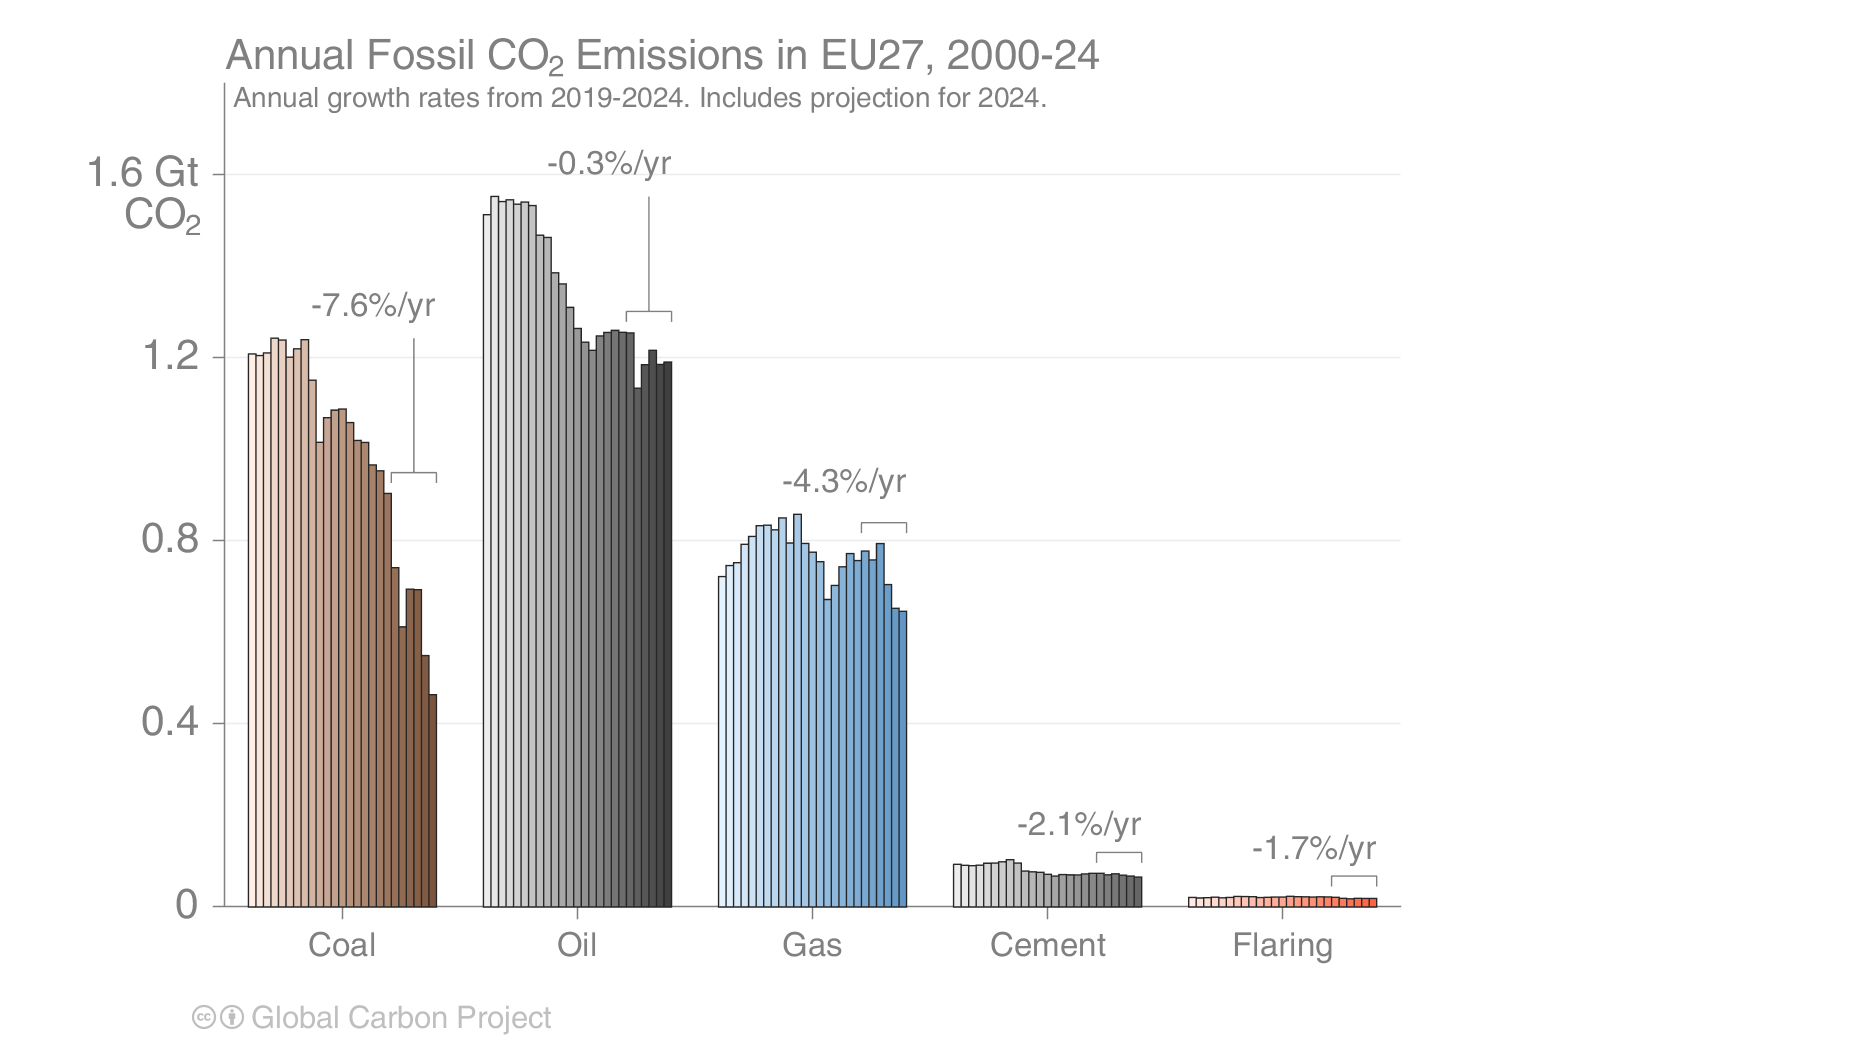 Annual Fossil CO₂ Emissions in EU27, 2000-24
Annual growth rates from 2019-2024. Includes projection for 2024.
1.6 Gt
CO₂
1.2
0.8
0.4
0
-7.6%/yr
-0.3%/yr
-4.3%/yr
-2.1%/yr
-1.7%/yr
Coal
Oil
Gas
Cement
Flaring
cc Global Carbon Project